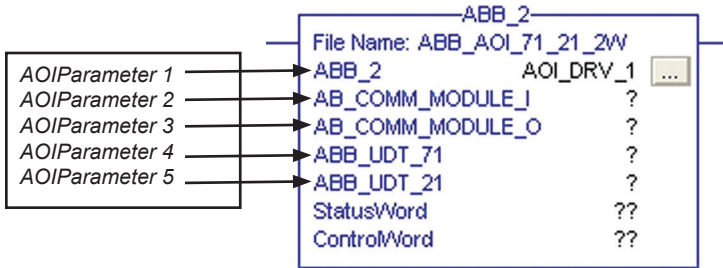 ABB_2
File Name: ABB_AOI_71_21_2W
AOIParameter 1 ABB_2 AOI_DRV_1 ...
AOIParameter 2 AB_COMM_MODULE_I ?
AOIParameter 3 AB_COMM_MODULE_O ?
AOIParameter 4 ABB_UDT_71 ?
AOIParameter 5 ABB_UDT_21 ?
StatusWord ??
ControlWord ??